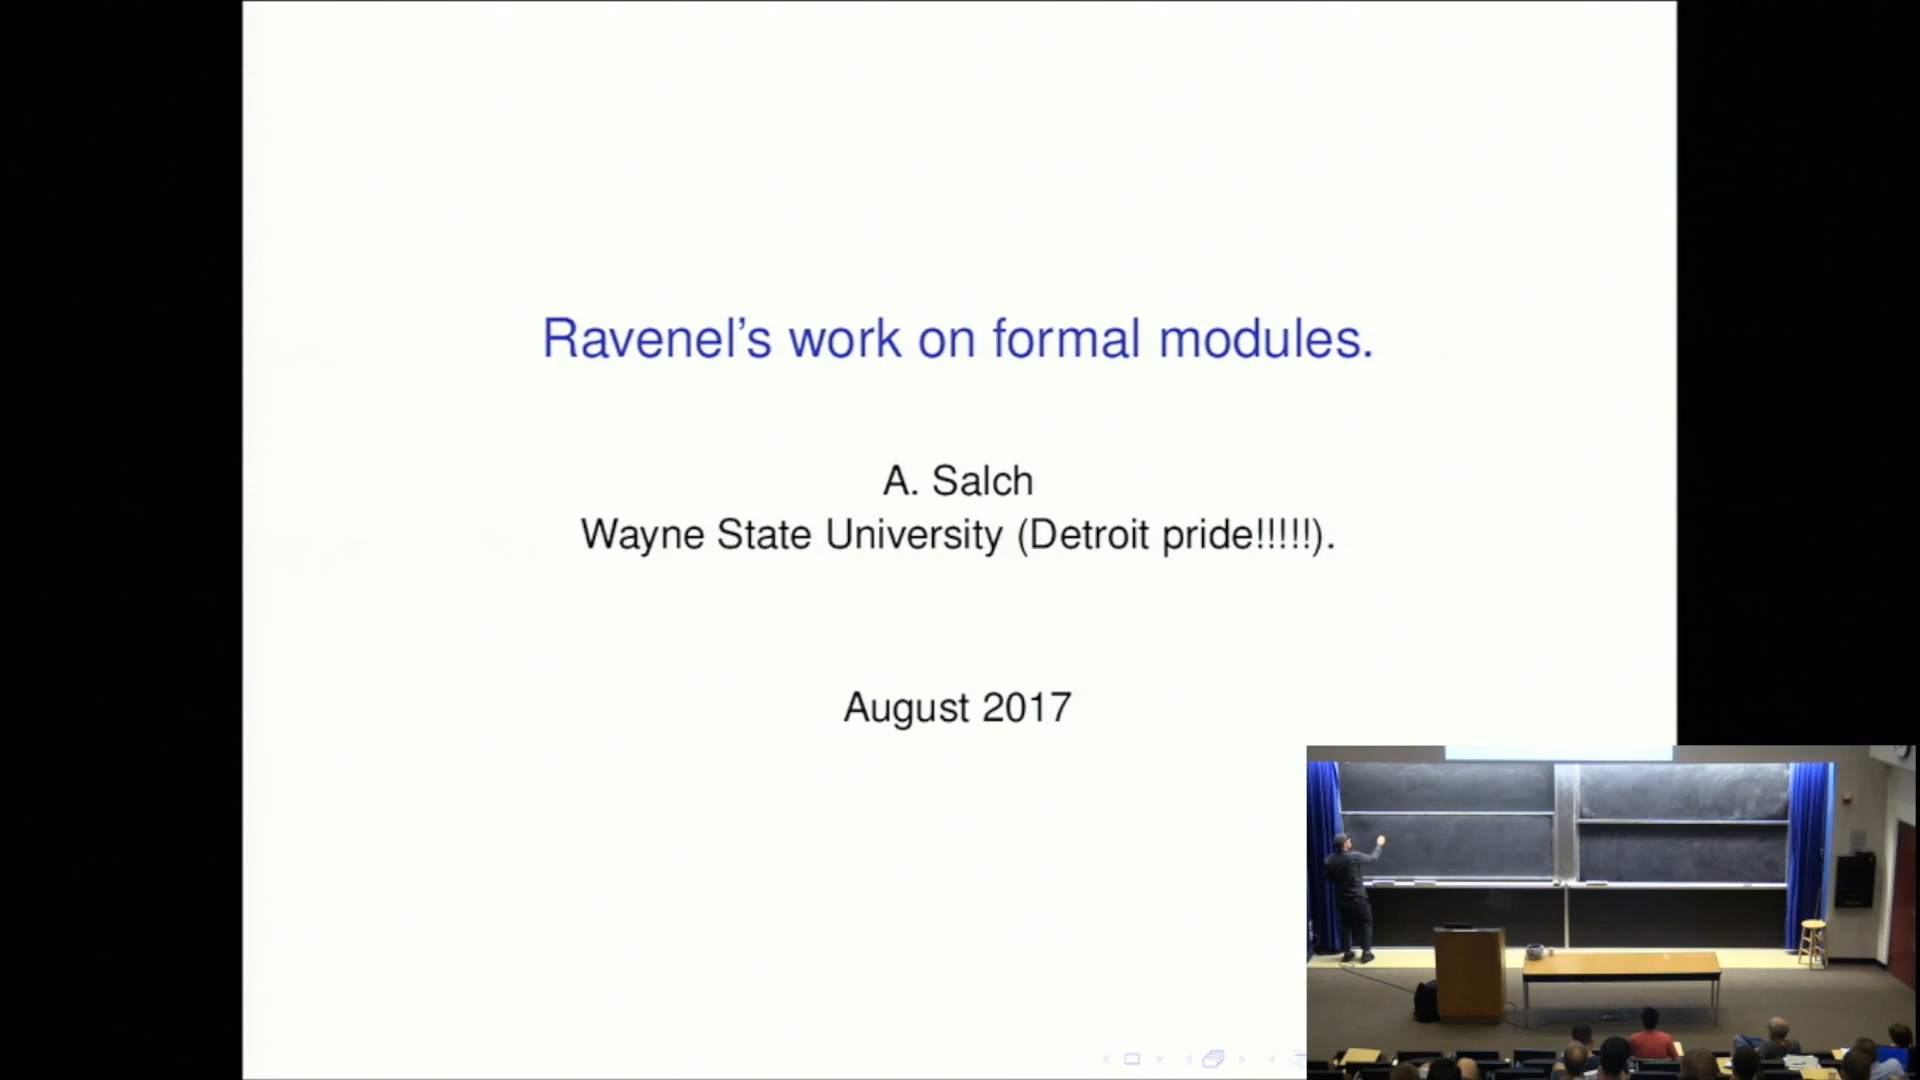 Ravenel's work on formal modules.
A. Salch
Wayne State University (Detroit pride!!!!!).
August 2017